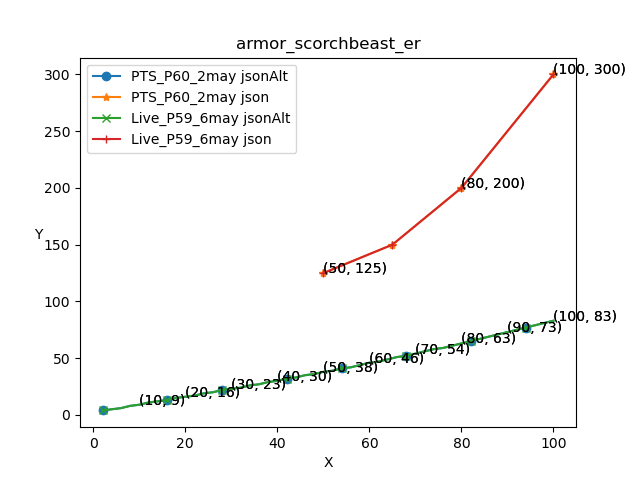 armor_scorchbeast_er
PTS_P60_2may jsonAlt
PTS_P60_2may json
Live_P59_6may jsonAlt
Live_P59_6may json
(100, 300)
(80, 200)
(50, 125)
(100, 83)
(90, 73)
(80, 63)
(70, 54)
(60, 46)
(50, 38)
(40, 30)
(30, 23)
(20, 16)
(10, 9)
Y
300
250
200
150
100
50
0
0 20 40 60 80 100
X